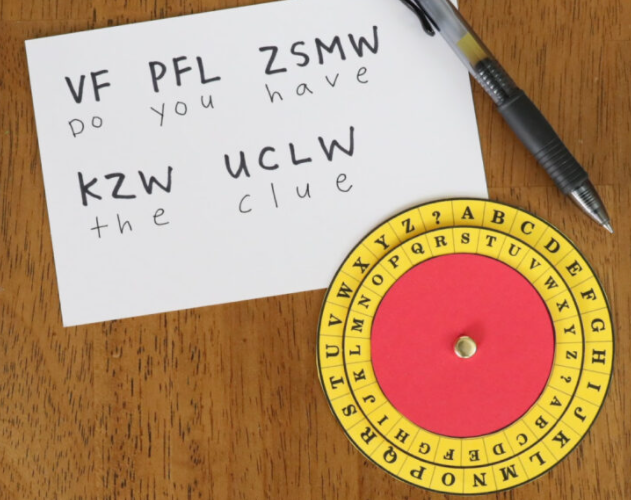 VF PFL ZSMW
Do you have
KZW UCLW
the clue
? A B C D E F G H I J K L M N O P Q R S T U V W X Y Z
R S T U V W X Y Z ? A B C D E F G H I J K L M N O P Q